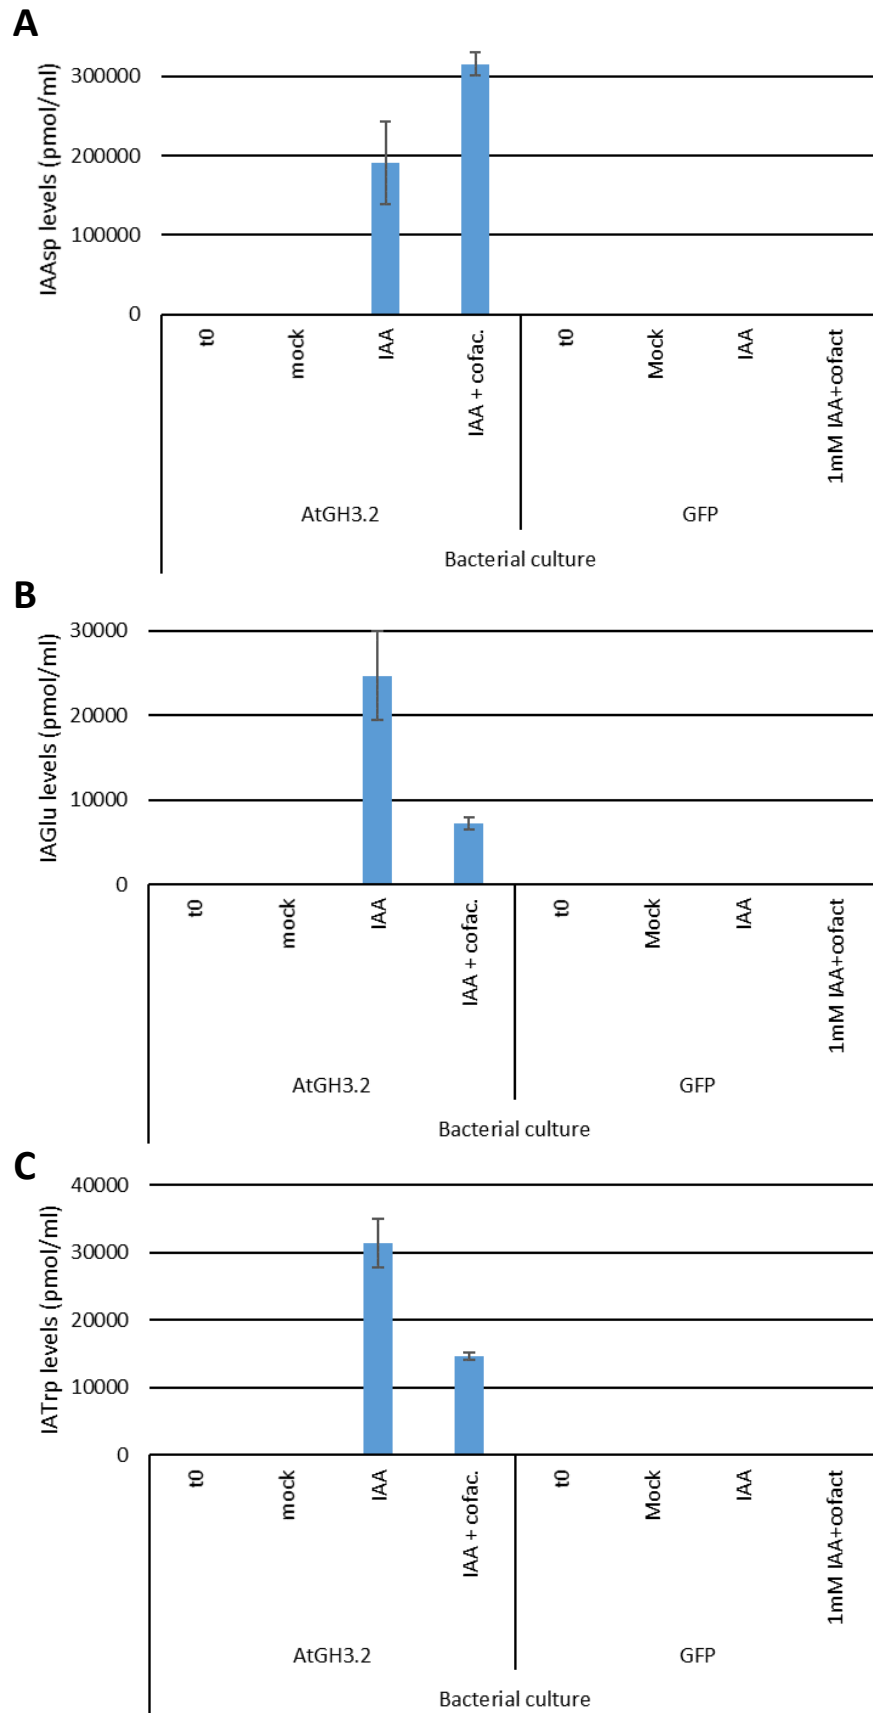 A
IAAsp levels (pmol/ml)
300000
200000
100000
0
t0
mock
IAA
IAA + cofac.
t0
Mock
IAA
1mM IAA+cofact
AtGH3.2
GFP
Bacterial culture
B
IAGlu levels (pmol/ml)
30000
20000
10000
0
t0
mock
IAA
IAA + cofac.
t0
Mock
IAA
1mM IAA+cofact
AtGH3.2
GFP
Bacterial culture
C
IATrp levels (pmol/ml)
40000
30000
20000
10000
0
t0
mock
IAA
IAA + cofac.
t0
Mock
IAA
1mM IAA+cofact
AtGH3.2
GFP
Bacterial culture